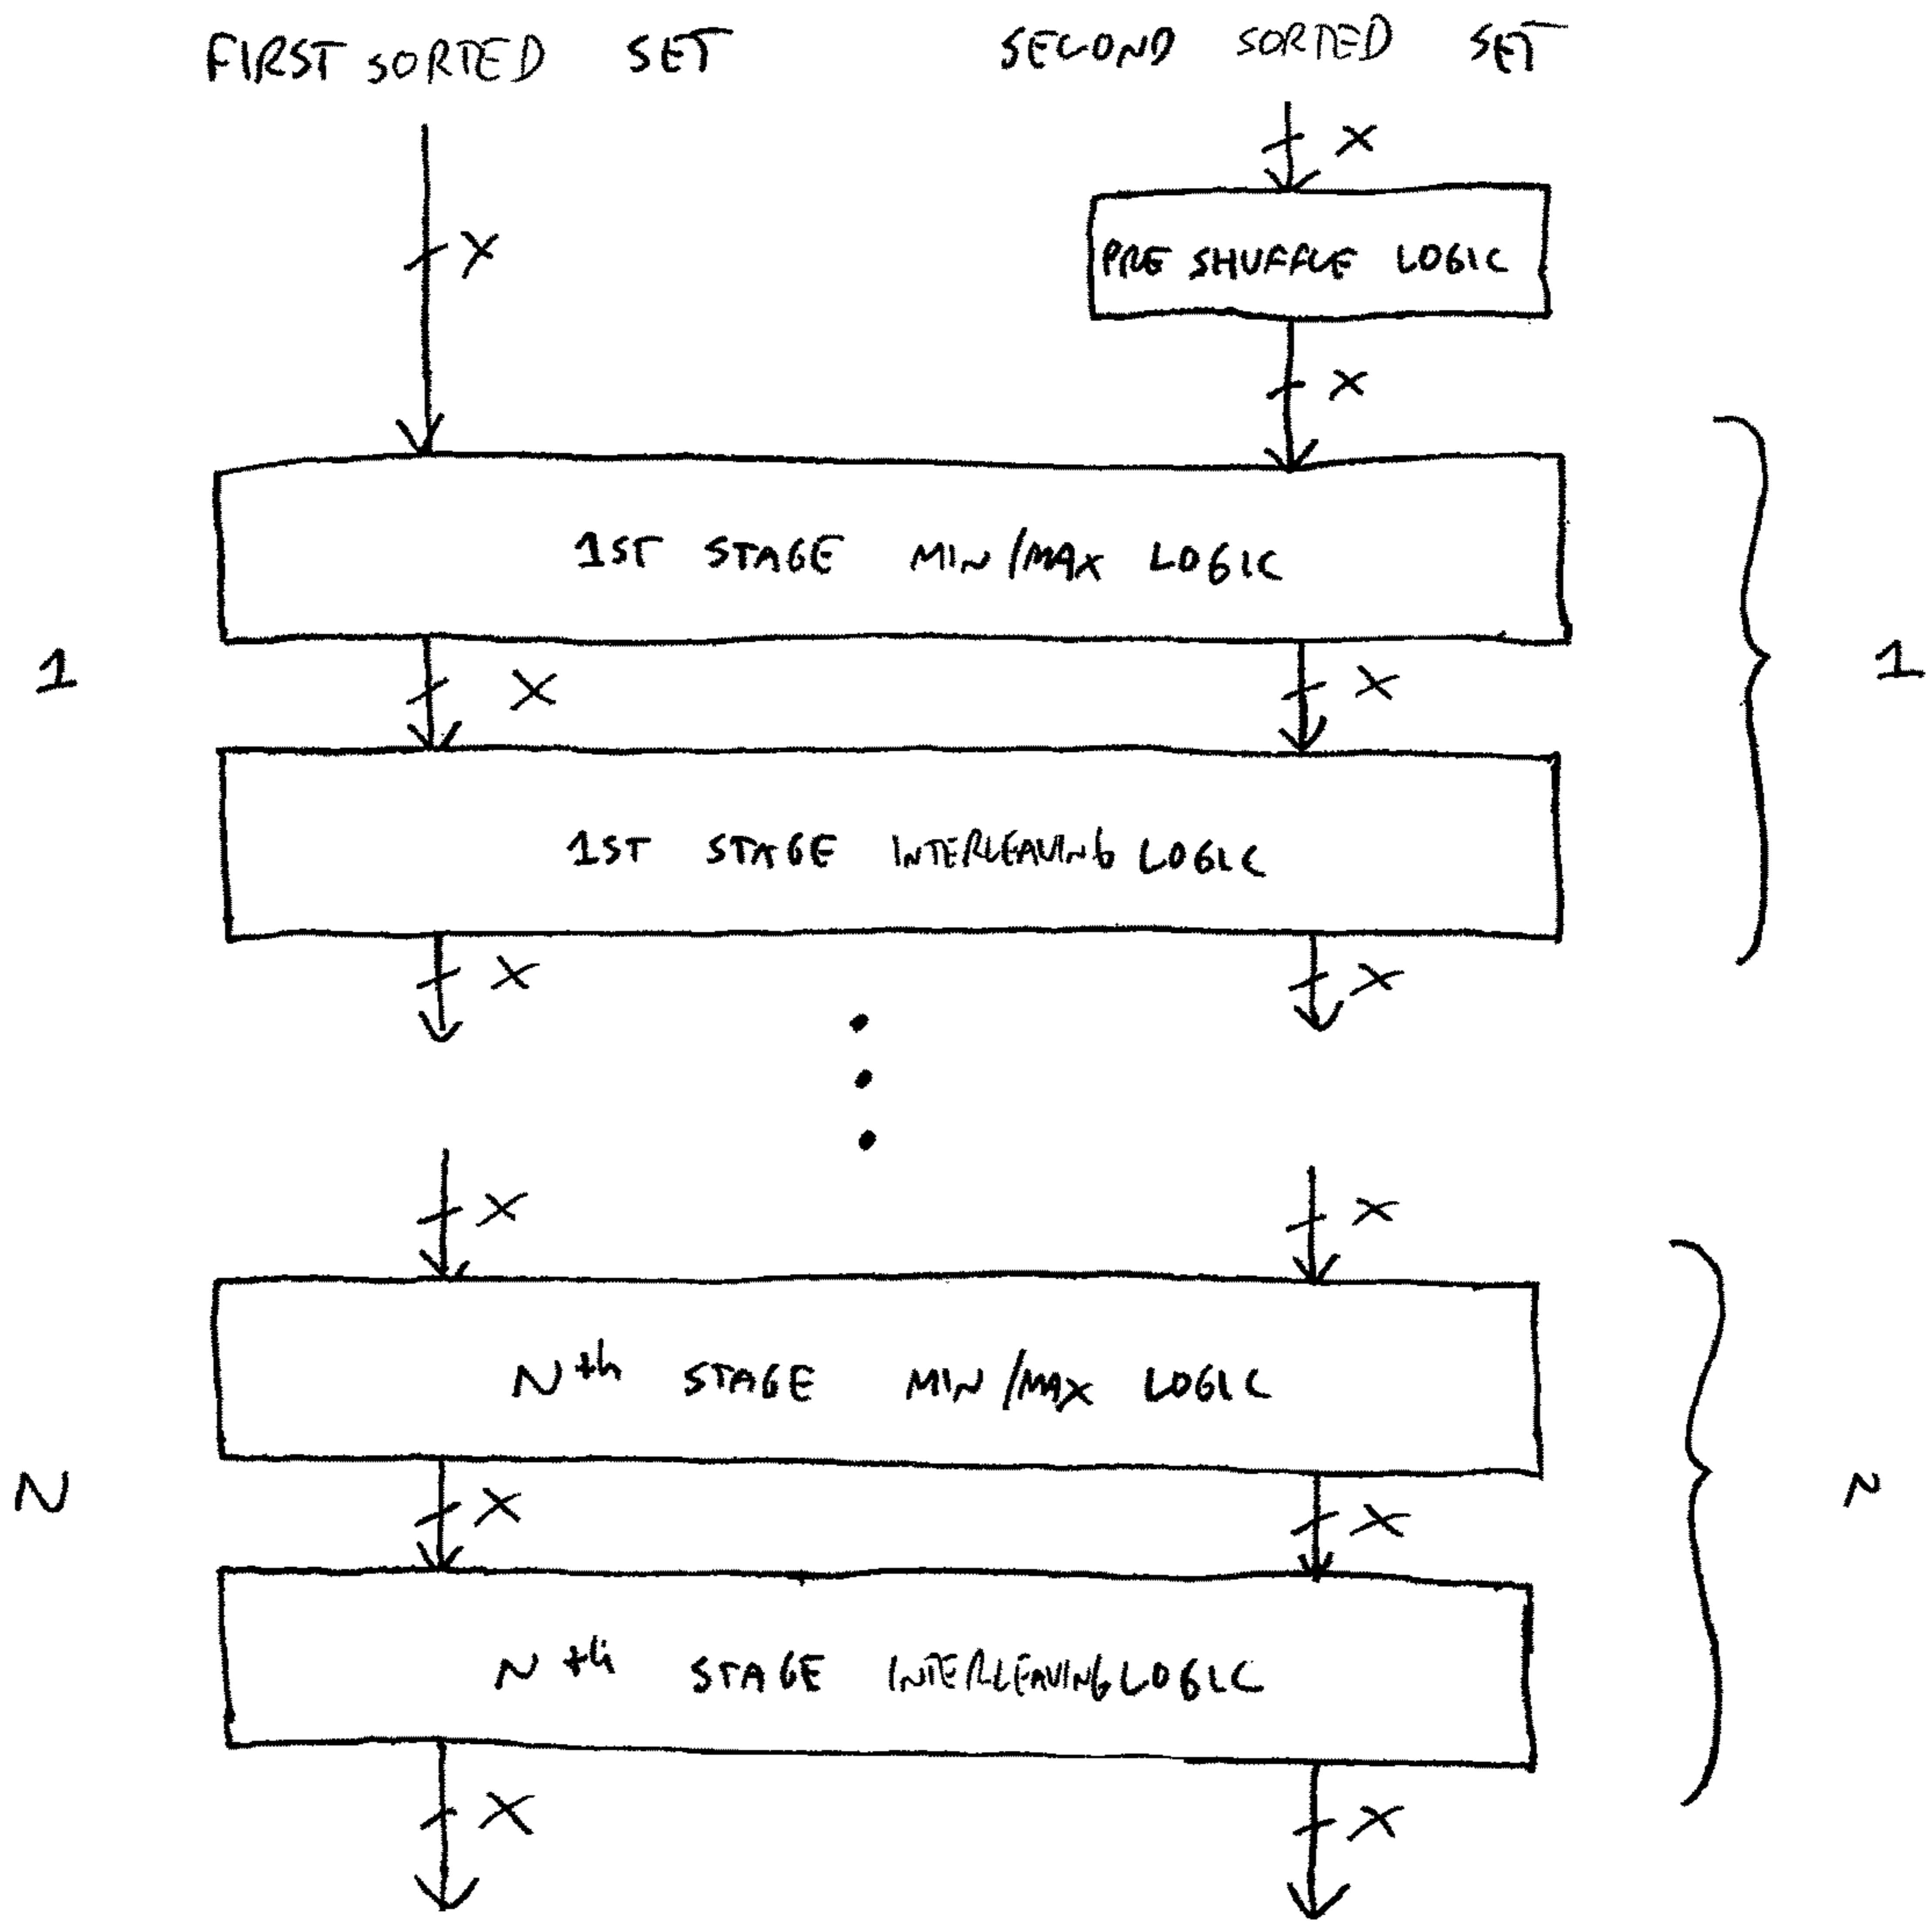 FIRST SORTED SET SECOND SORTED SET
X
X
PRE SHUFFLE LOGIC
X
1ST STAGE MIN/MAX LOGIC
1 X X 1
1ST STAGE INTERLEAVING LOGIC
X X
X X
Nth STAGE MIN/MAX LOGIC
N X X N
Nth STAGE INTERLEAVING LOGIC
X X